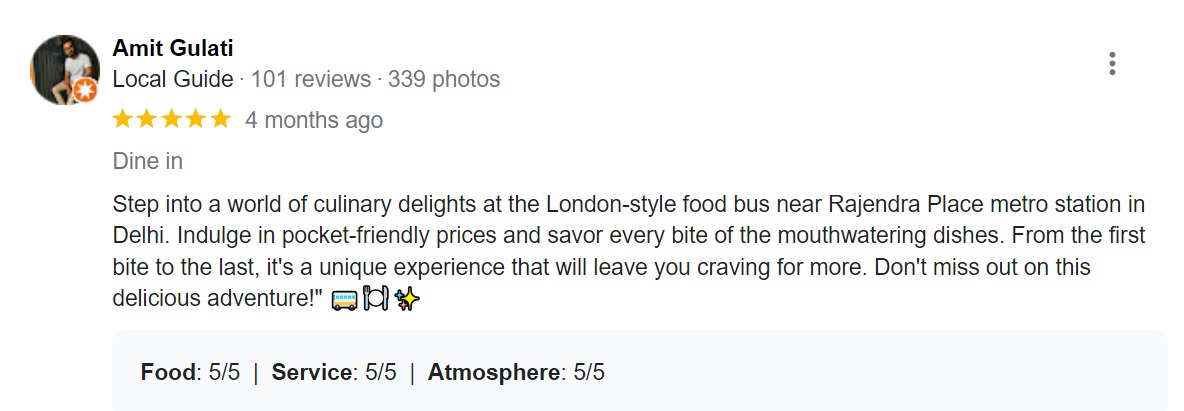 Amit Gulati
Local Guide · 101 reviews · 339 photos
4 months ago
Dine in
Step into a world of culinary delights at the London-style food bus near Rajendra Place metro station in
Delhi. Indulge in pocket-friendly prices and savor every bite of the mouthwatering dishes. From the first
bite to the last, it's a unique experience that will leave you craving for more. Don't miss out on this
delicious adventure!" 🚌🍽✨
Food: 5/5 | Service: 5/5 | Atmosphere: 5/5